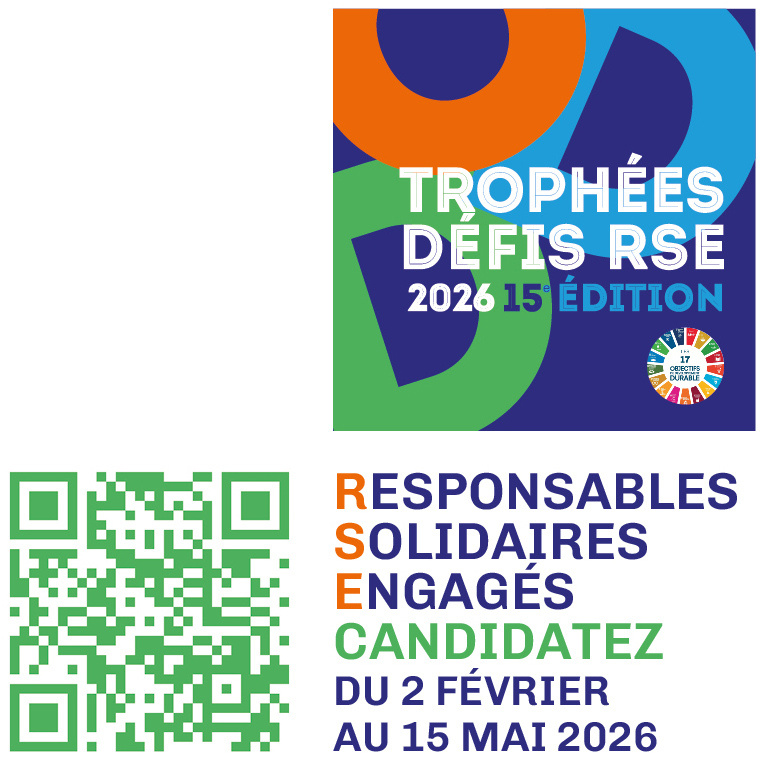 TROPHÉES
DÉFIS RSE
2026 15e ÉDITION
LES
17
OBJECTIFS
DURABLE
RESPONSABLES
SOLIDAIRES
ENGAGÉS
CANDIDATEZ
DU 2 FÉVRIER
AU 15 MAI 2026